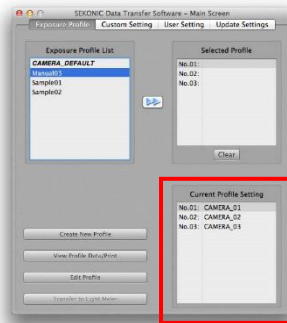 SEKONIC Data Transfer Software – Main Screen
Exposure Profile Custom Setting User Setting Update Settings
Exposure Profile List
CAMERA_DEFAULT
Manual03
Sample01
Sample02
Selected Profile
No.01:
No.02:
No.03:
Clear
Create New Profile
View Profile Data/Print
Edit Profile
Transfer to Light Meter
Current Profile Setting
No.01: CAMERA_01
No.02: CAMERA_02
No.03: CAMERA_03